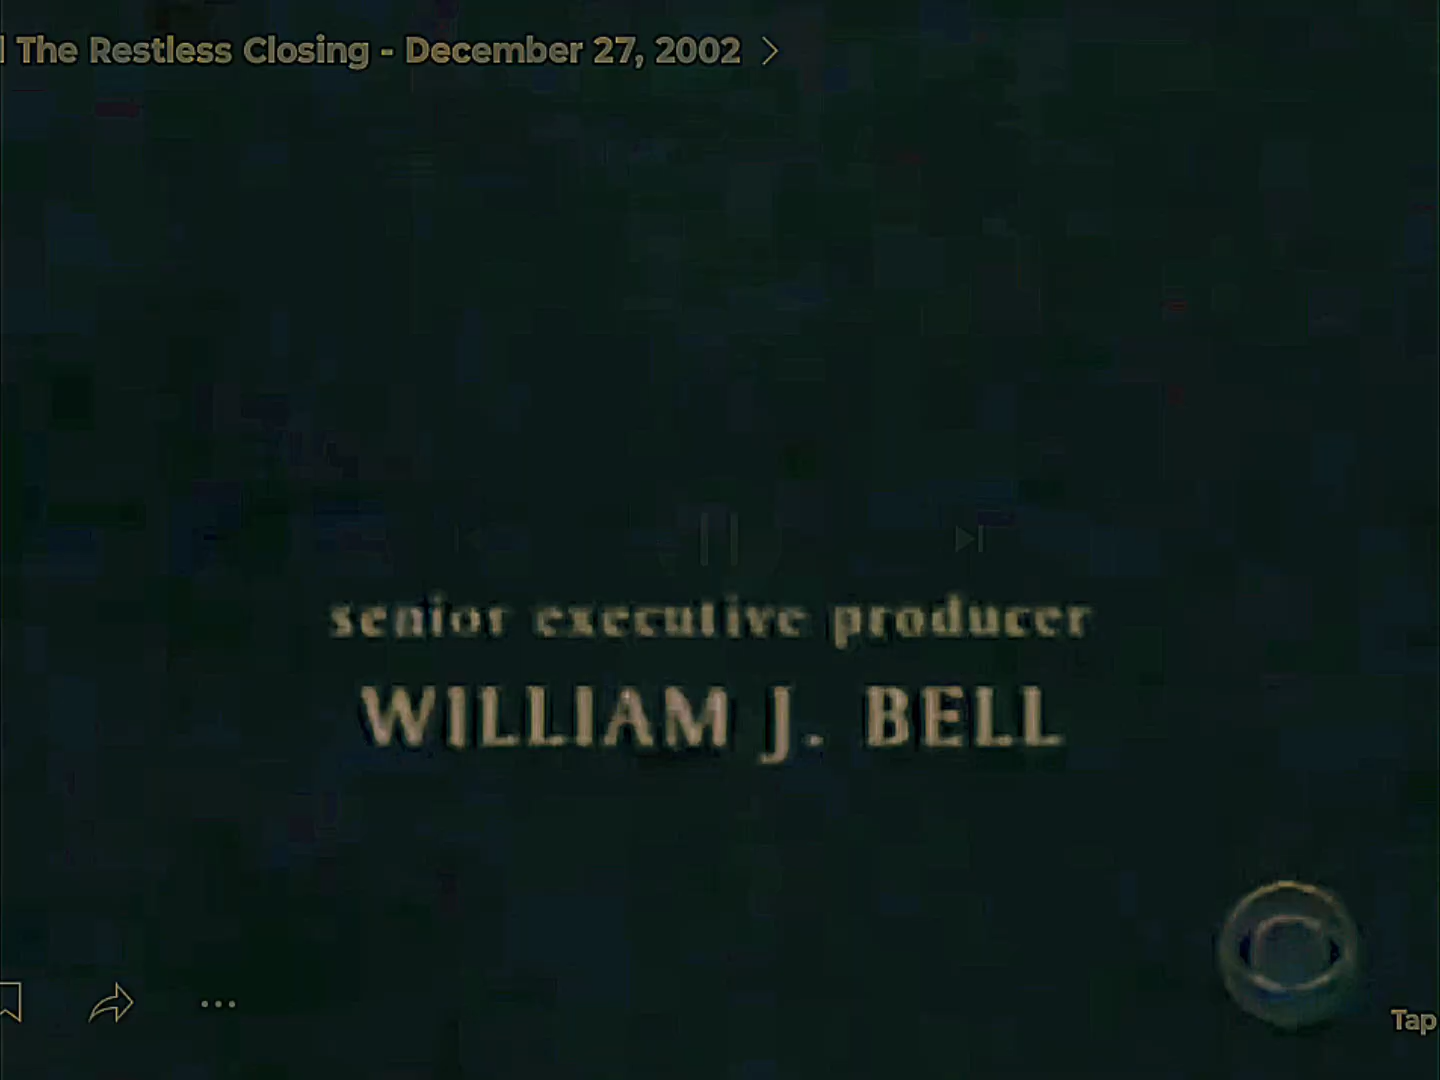 The Restless Closing - December 27, 2002
senior executive producer
WILLIAM J. BELL
Tap